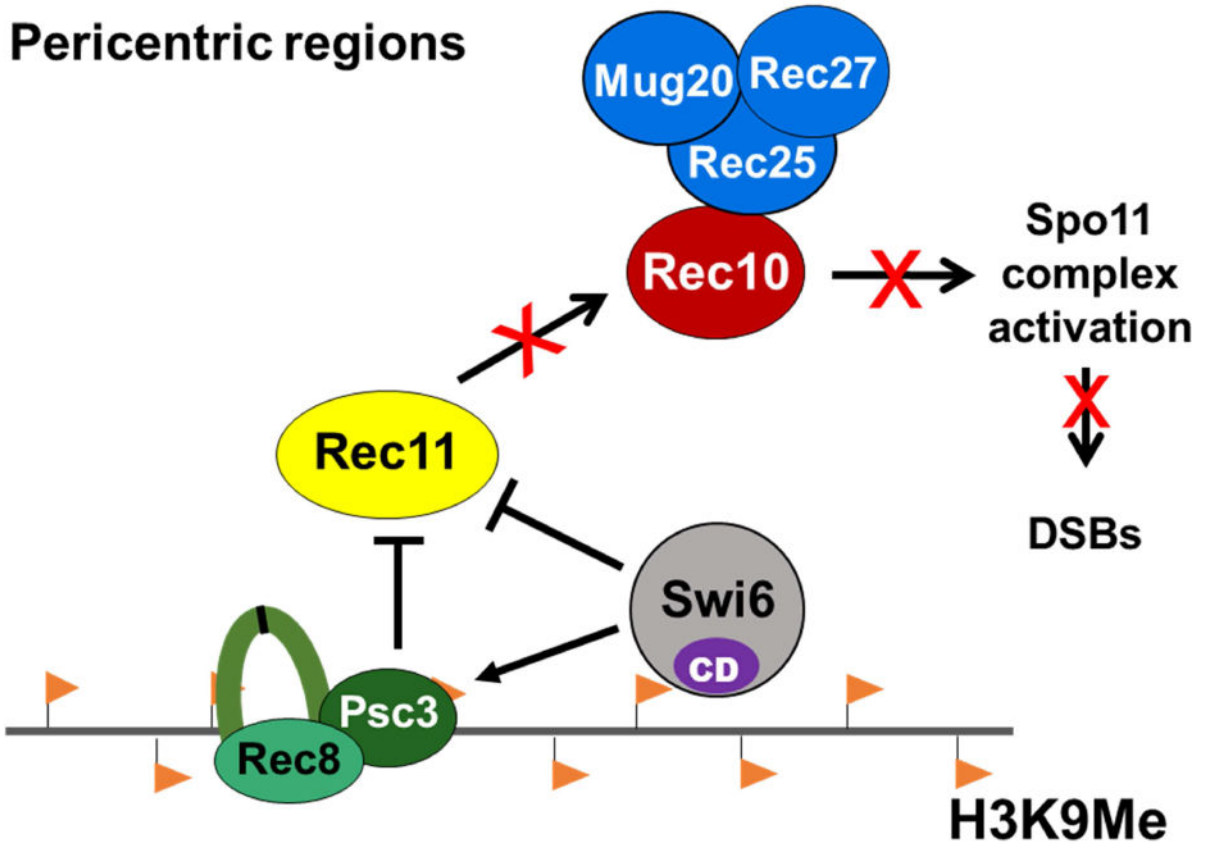 Pericentric regions
Mug20
Rec27
Rec25
Rec10
X
Spo11
complex
activation
X
X
Rec11
DSBs
Swi6
CD
Psc3
Rec8
H3K9Me